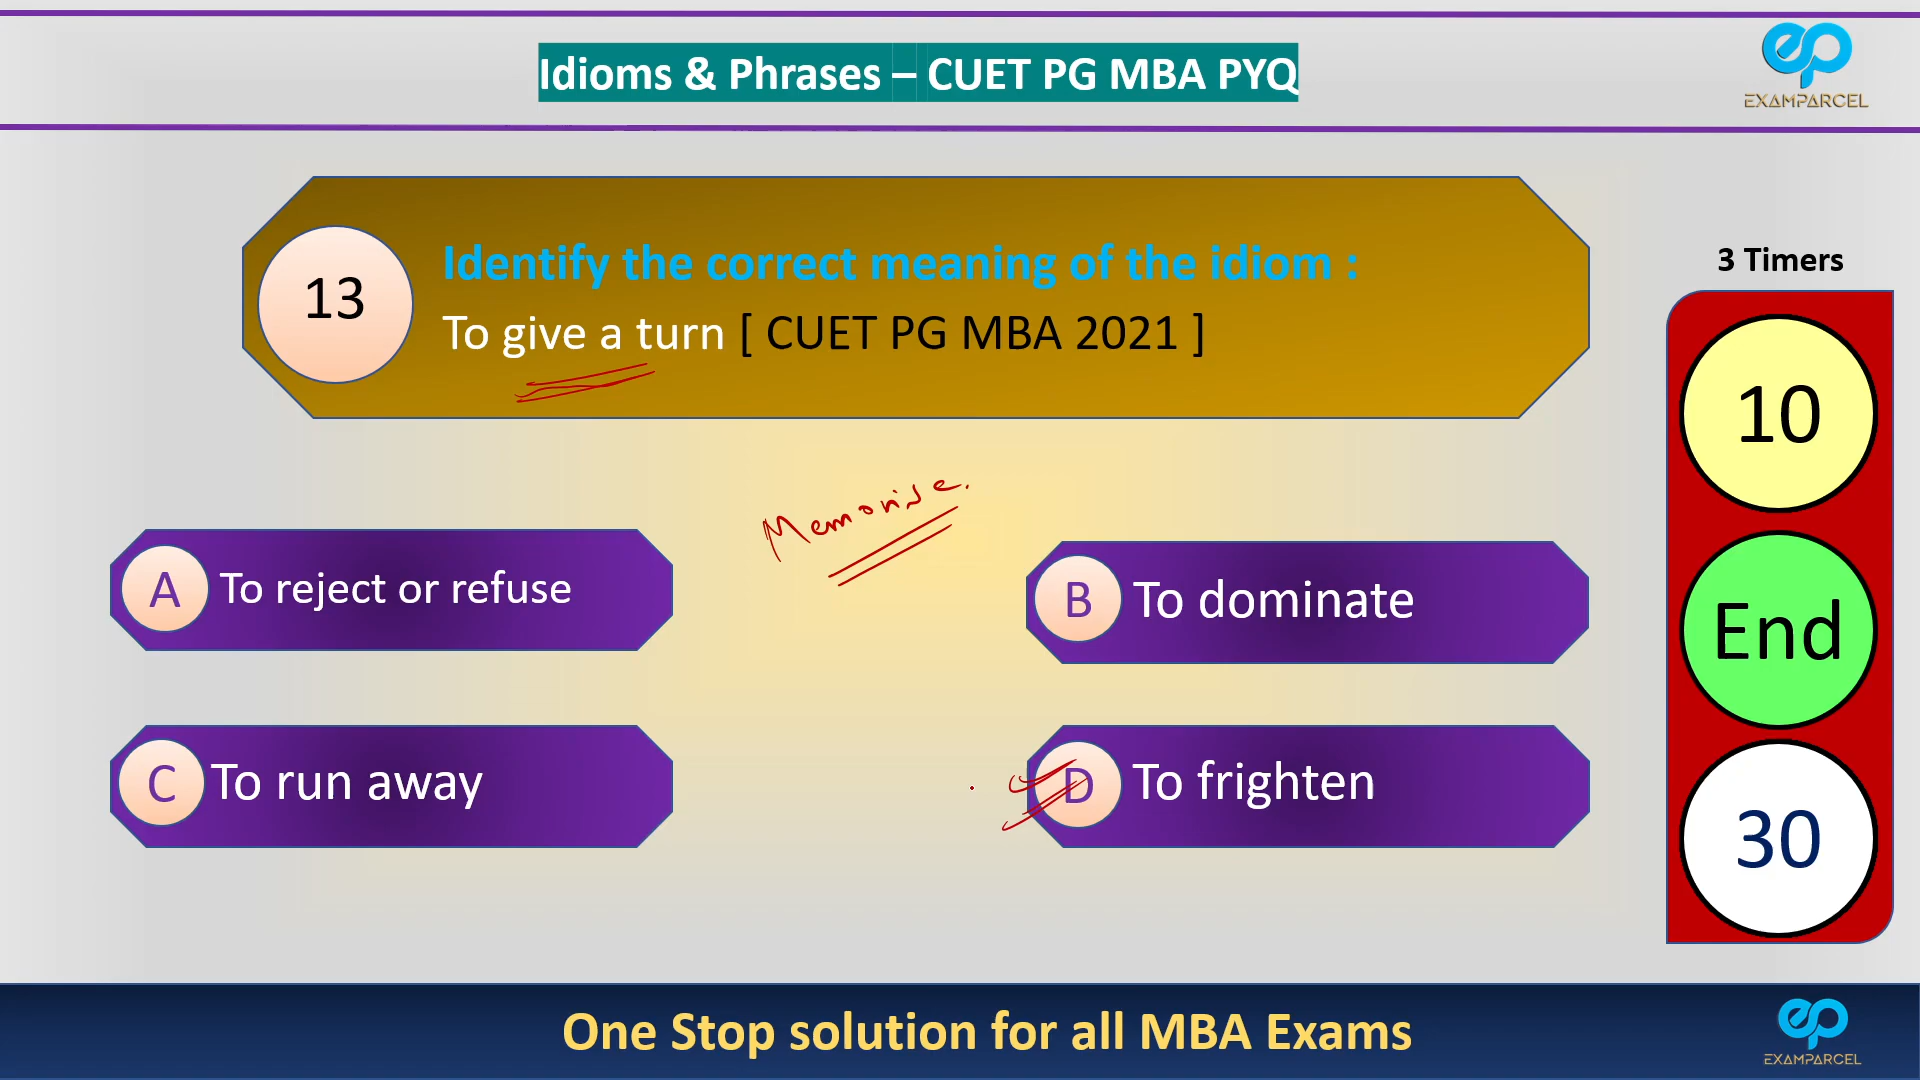 Idioms & Phrases – CUET PG MBA PYQ
EXAMPARCEL
13
Identify the correct meaning of the idiom :
To give a turn [ CUET PG MBA 2021 ]
3 Timers
10
End
30
Memorise.
A To reject or refuse
B To dominate
C To run away
D To frighten
One Stop solution for all MBA Exams
EXAMPARCEL